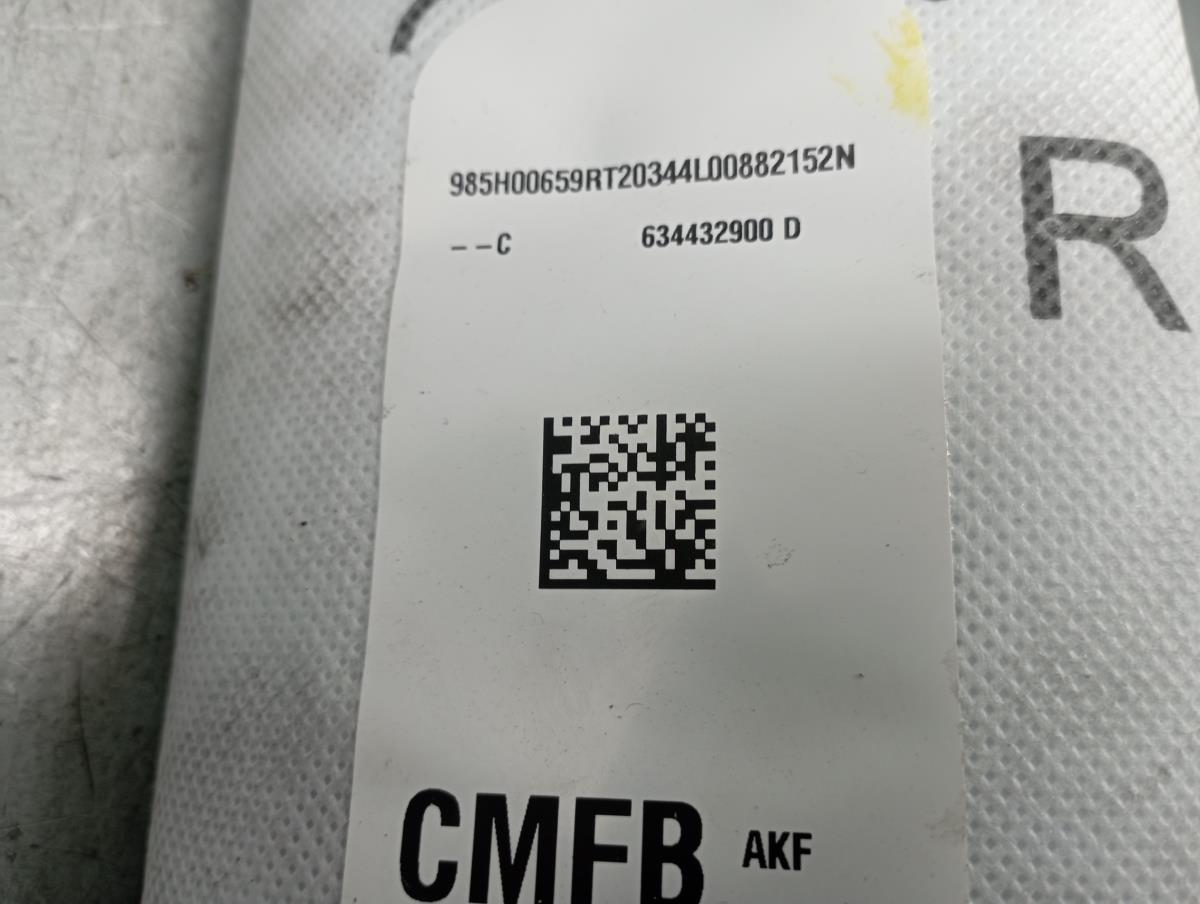 985H00659RT20344L00882152N
– –C 634432900 D
R
CMFB AKF